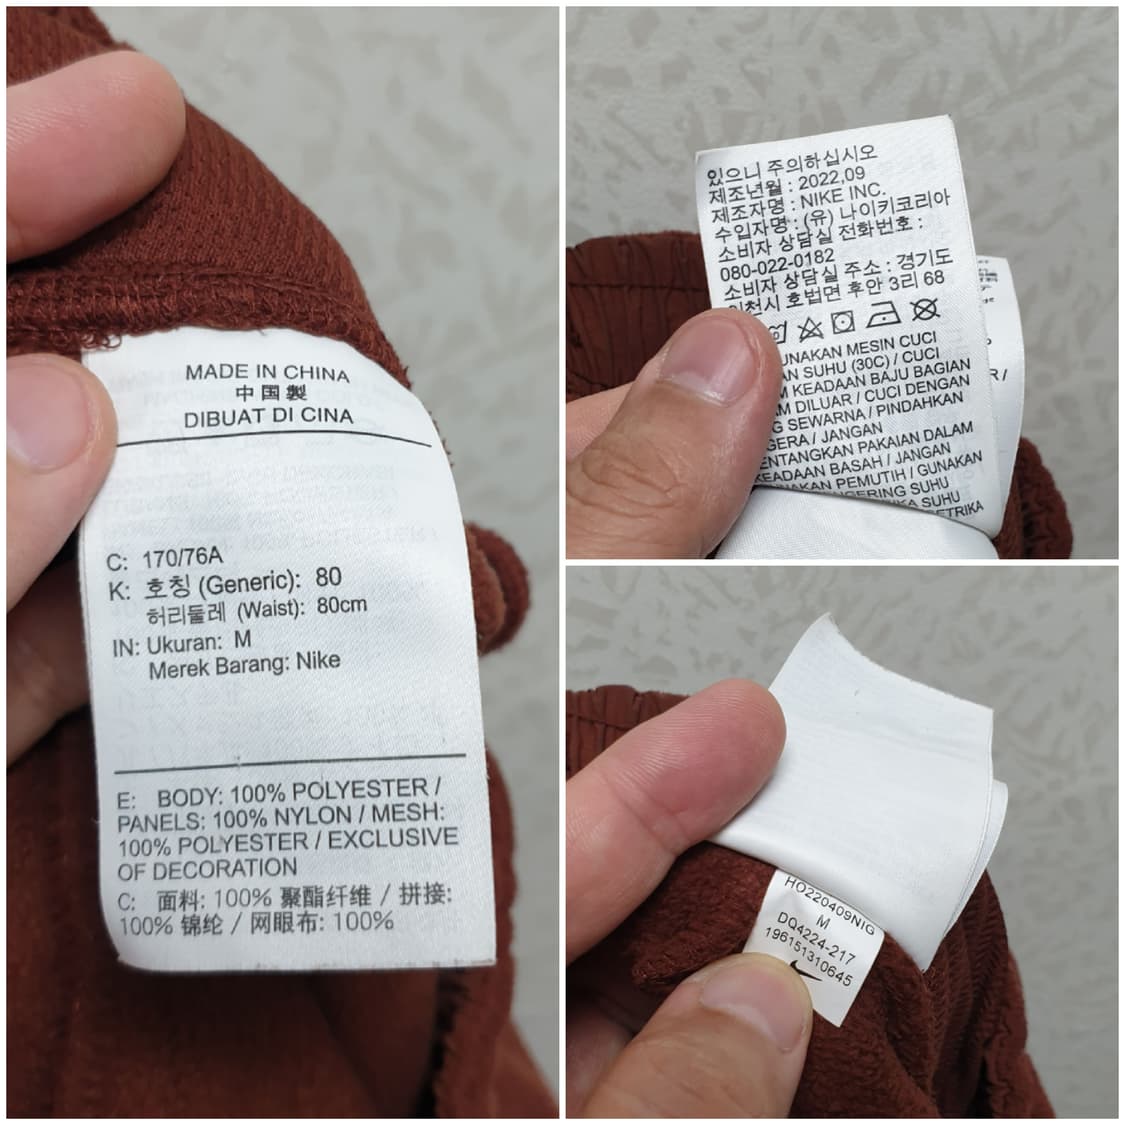 MADE IN CHINA
中国製
DIBUAT DI CINA
C: 170/76A
K: 호칭 (Generic): 80
허리둘레 (Waist): 80cm
IN: Ukuran: M
Merek Barang: Nike
E: BODY: 100% POLYESTER /
PANELS: 100% NYLON / MESH:
100% POLYESTER / EXCLUSIVE
OF DECORATION
C: 面料: 100% 聚酯纤维 / 拼接:
100% 锦纶 / 网眼布: 100%
있으니 주의하십시오
제조년월 : 2022,09
제조자명 : NIKE INC.
수입자명 : (유) 나이키코리아
소비자 상담실 전화번호 :
080-022-0182
소비자 상담실 주소 : 경기도
이천시 호법면 후안 3리 68
MESIN CUCI
SUHU (30C) / CUCI
KEADAAN BAJU BAGIAN
DILUAR / CUCI DENGAN
SEWARNA / PINDAHKAN
/ JANGAN
PAKAIAN DALAM
KEADAAN BASAH / JANGAN
PEMUTIH / GUNAKAN
SUHU
SUHU
R /
HO220409NIG
M
DQ4224-217
196151310645